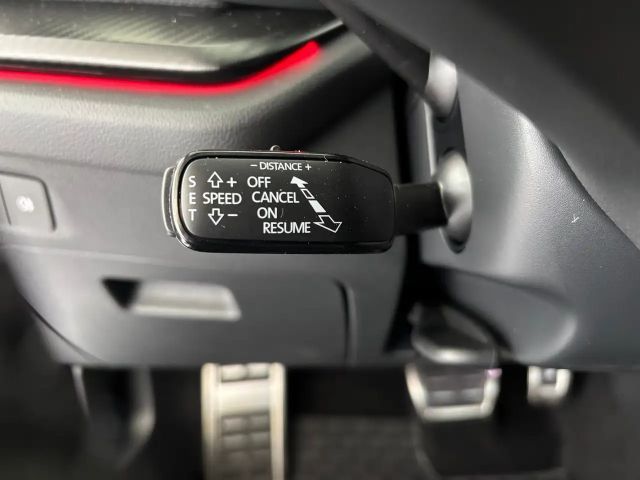 − DISTANCE +
S + OFF
E SPEED CANCEL
T − ON
RESUME